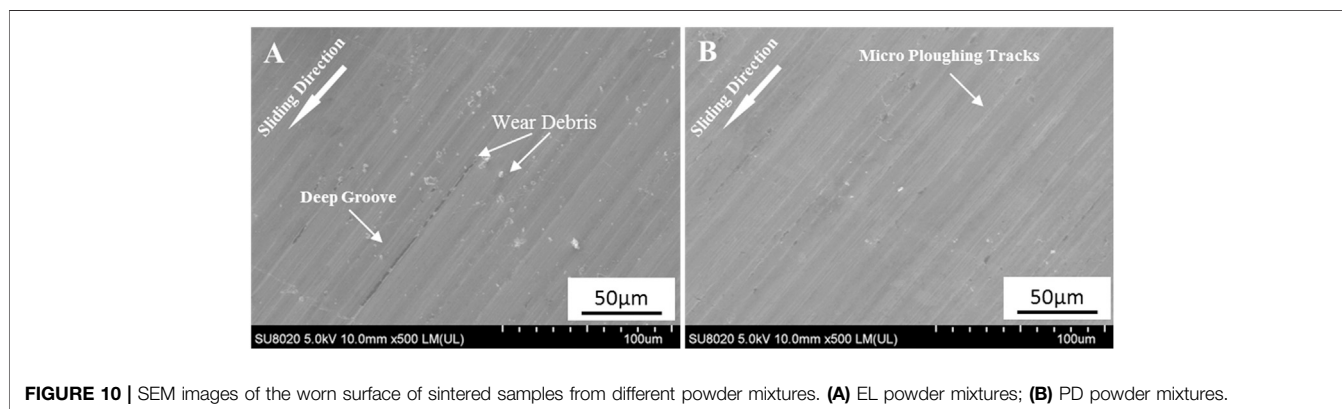 A
Sliding Direction
Wear Debris
Deep Groove
50μm
SU8020 5.0kV 10.0mm x500 LM(UL)
100um
B
Sliding Direction
Micro Ploughing Tracks
50μm
SU8020 5.0kV 10.0mm x500 LM(UL)
100um
FIGURE 10 | SEM images of the worn surface of sintered samples from different powder mixtures. (A) EL powder mixtures; (B) PD powder mixtures.